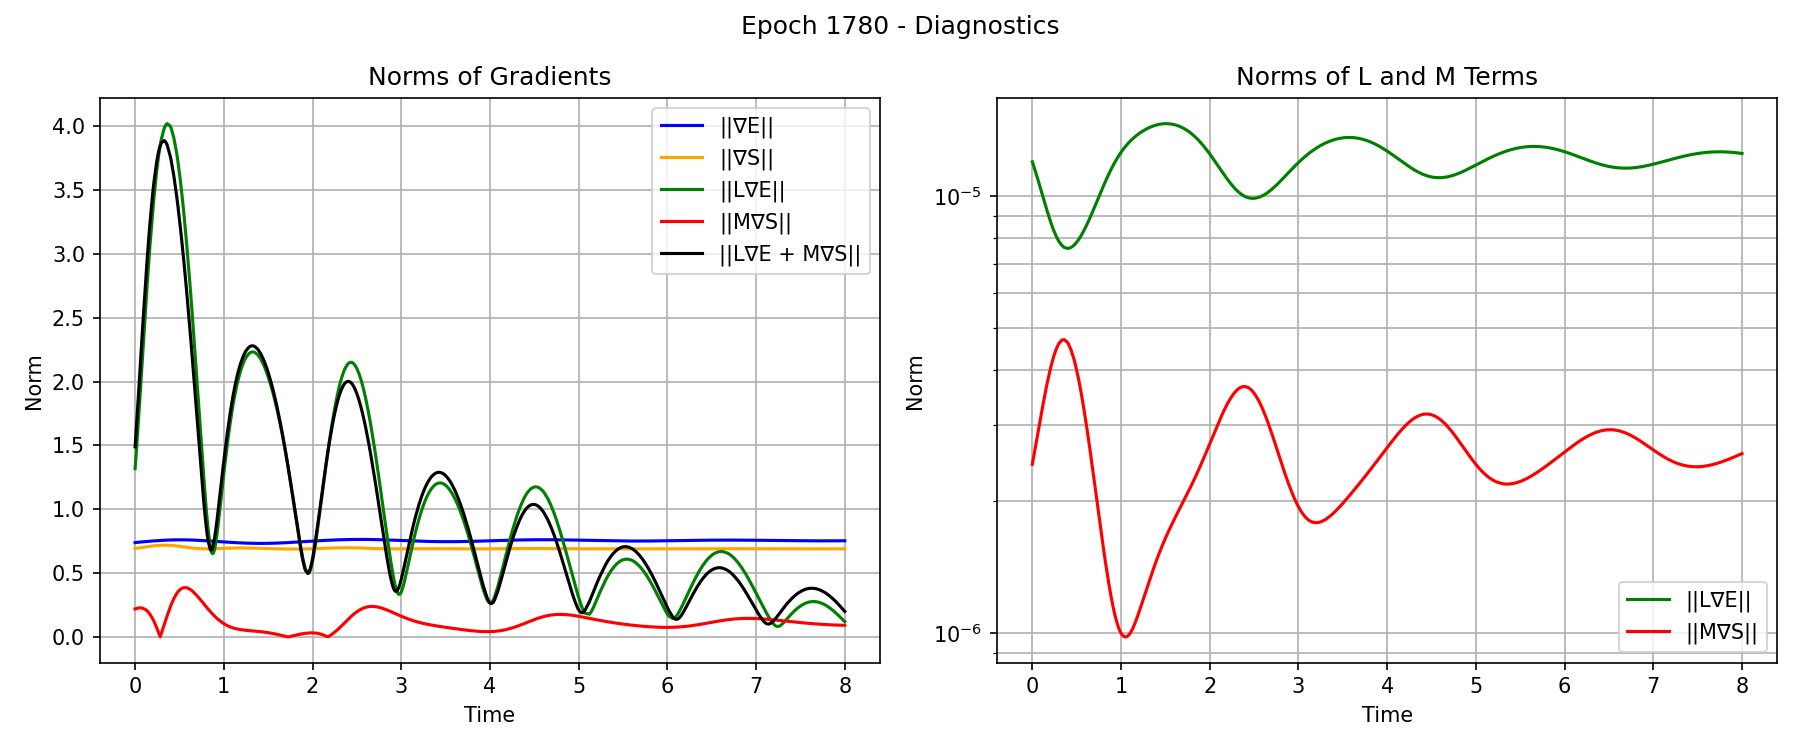 Epoch 1780 - Diagnostics
Norms of Gradients
Norm
4.0
3.5
3.0
2.5
2.0
1.5
1.0
0.5
0.0
||∇E||
||∇S||
||L∇E||
||M∇S||
||L∇E + M∇S||
0 1 2 3 4 5 6 7 8
Time
Norms of L and M Terms
Norm
10⁻⁵
10⁻⁶
||L∇E||
||M∇S||
0 1 2 3 4 5 6 7 8
Time